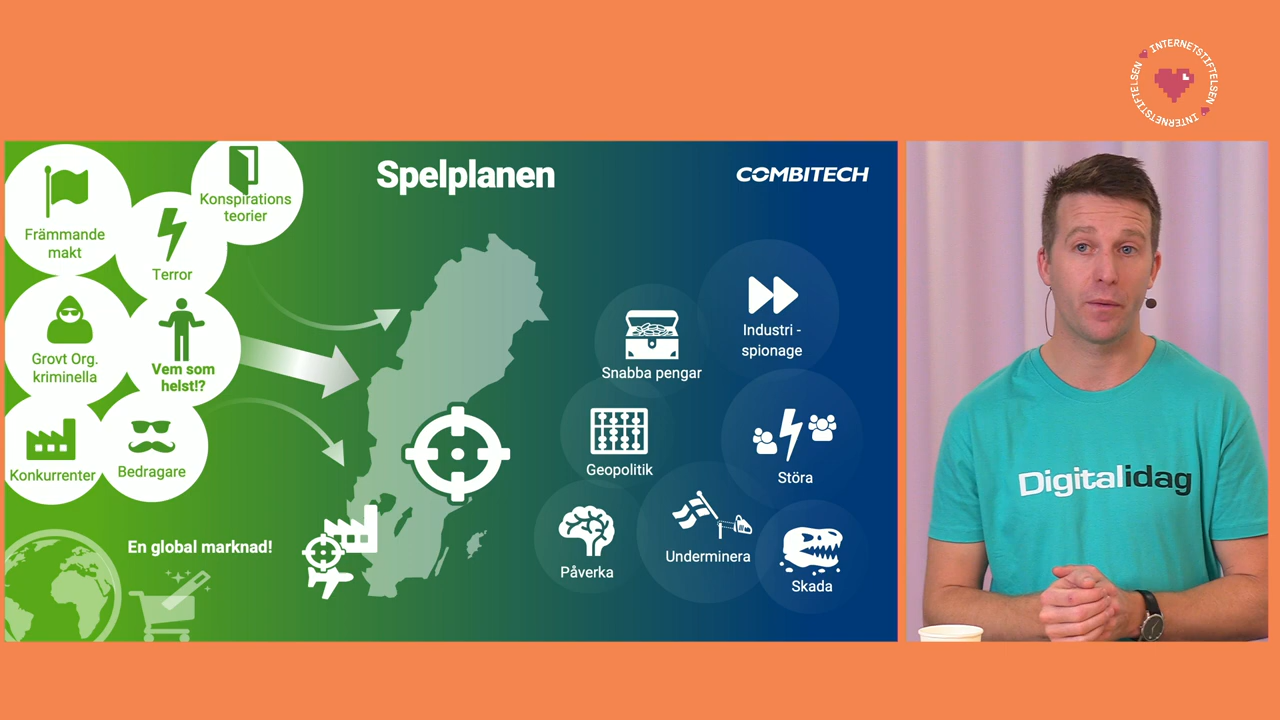 INTERNETSTIFTELSEN
INTERNETSTIFTELSEN
Spelplanen
COMBITECH
Främmande
makt
Konspirations
teorier
Terror
Grovt Org.
kriminella
Vem som
helst!?
Konkurrenter
Bedragare
En global marknad!
Industri -
spionage
Snabba pengar
Geopolitik
Störa
Påverka
Underminera
Skada
Digitalidag